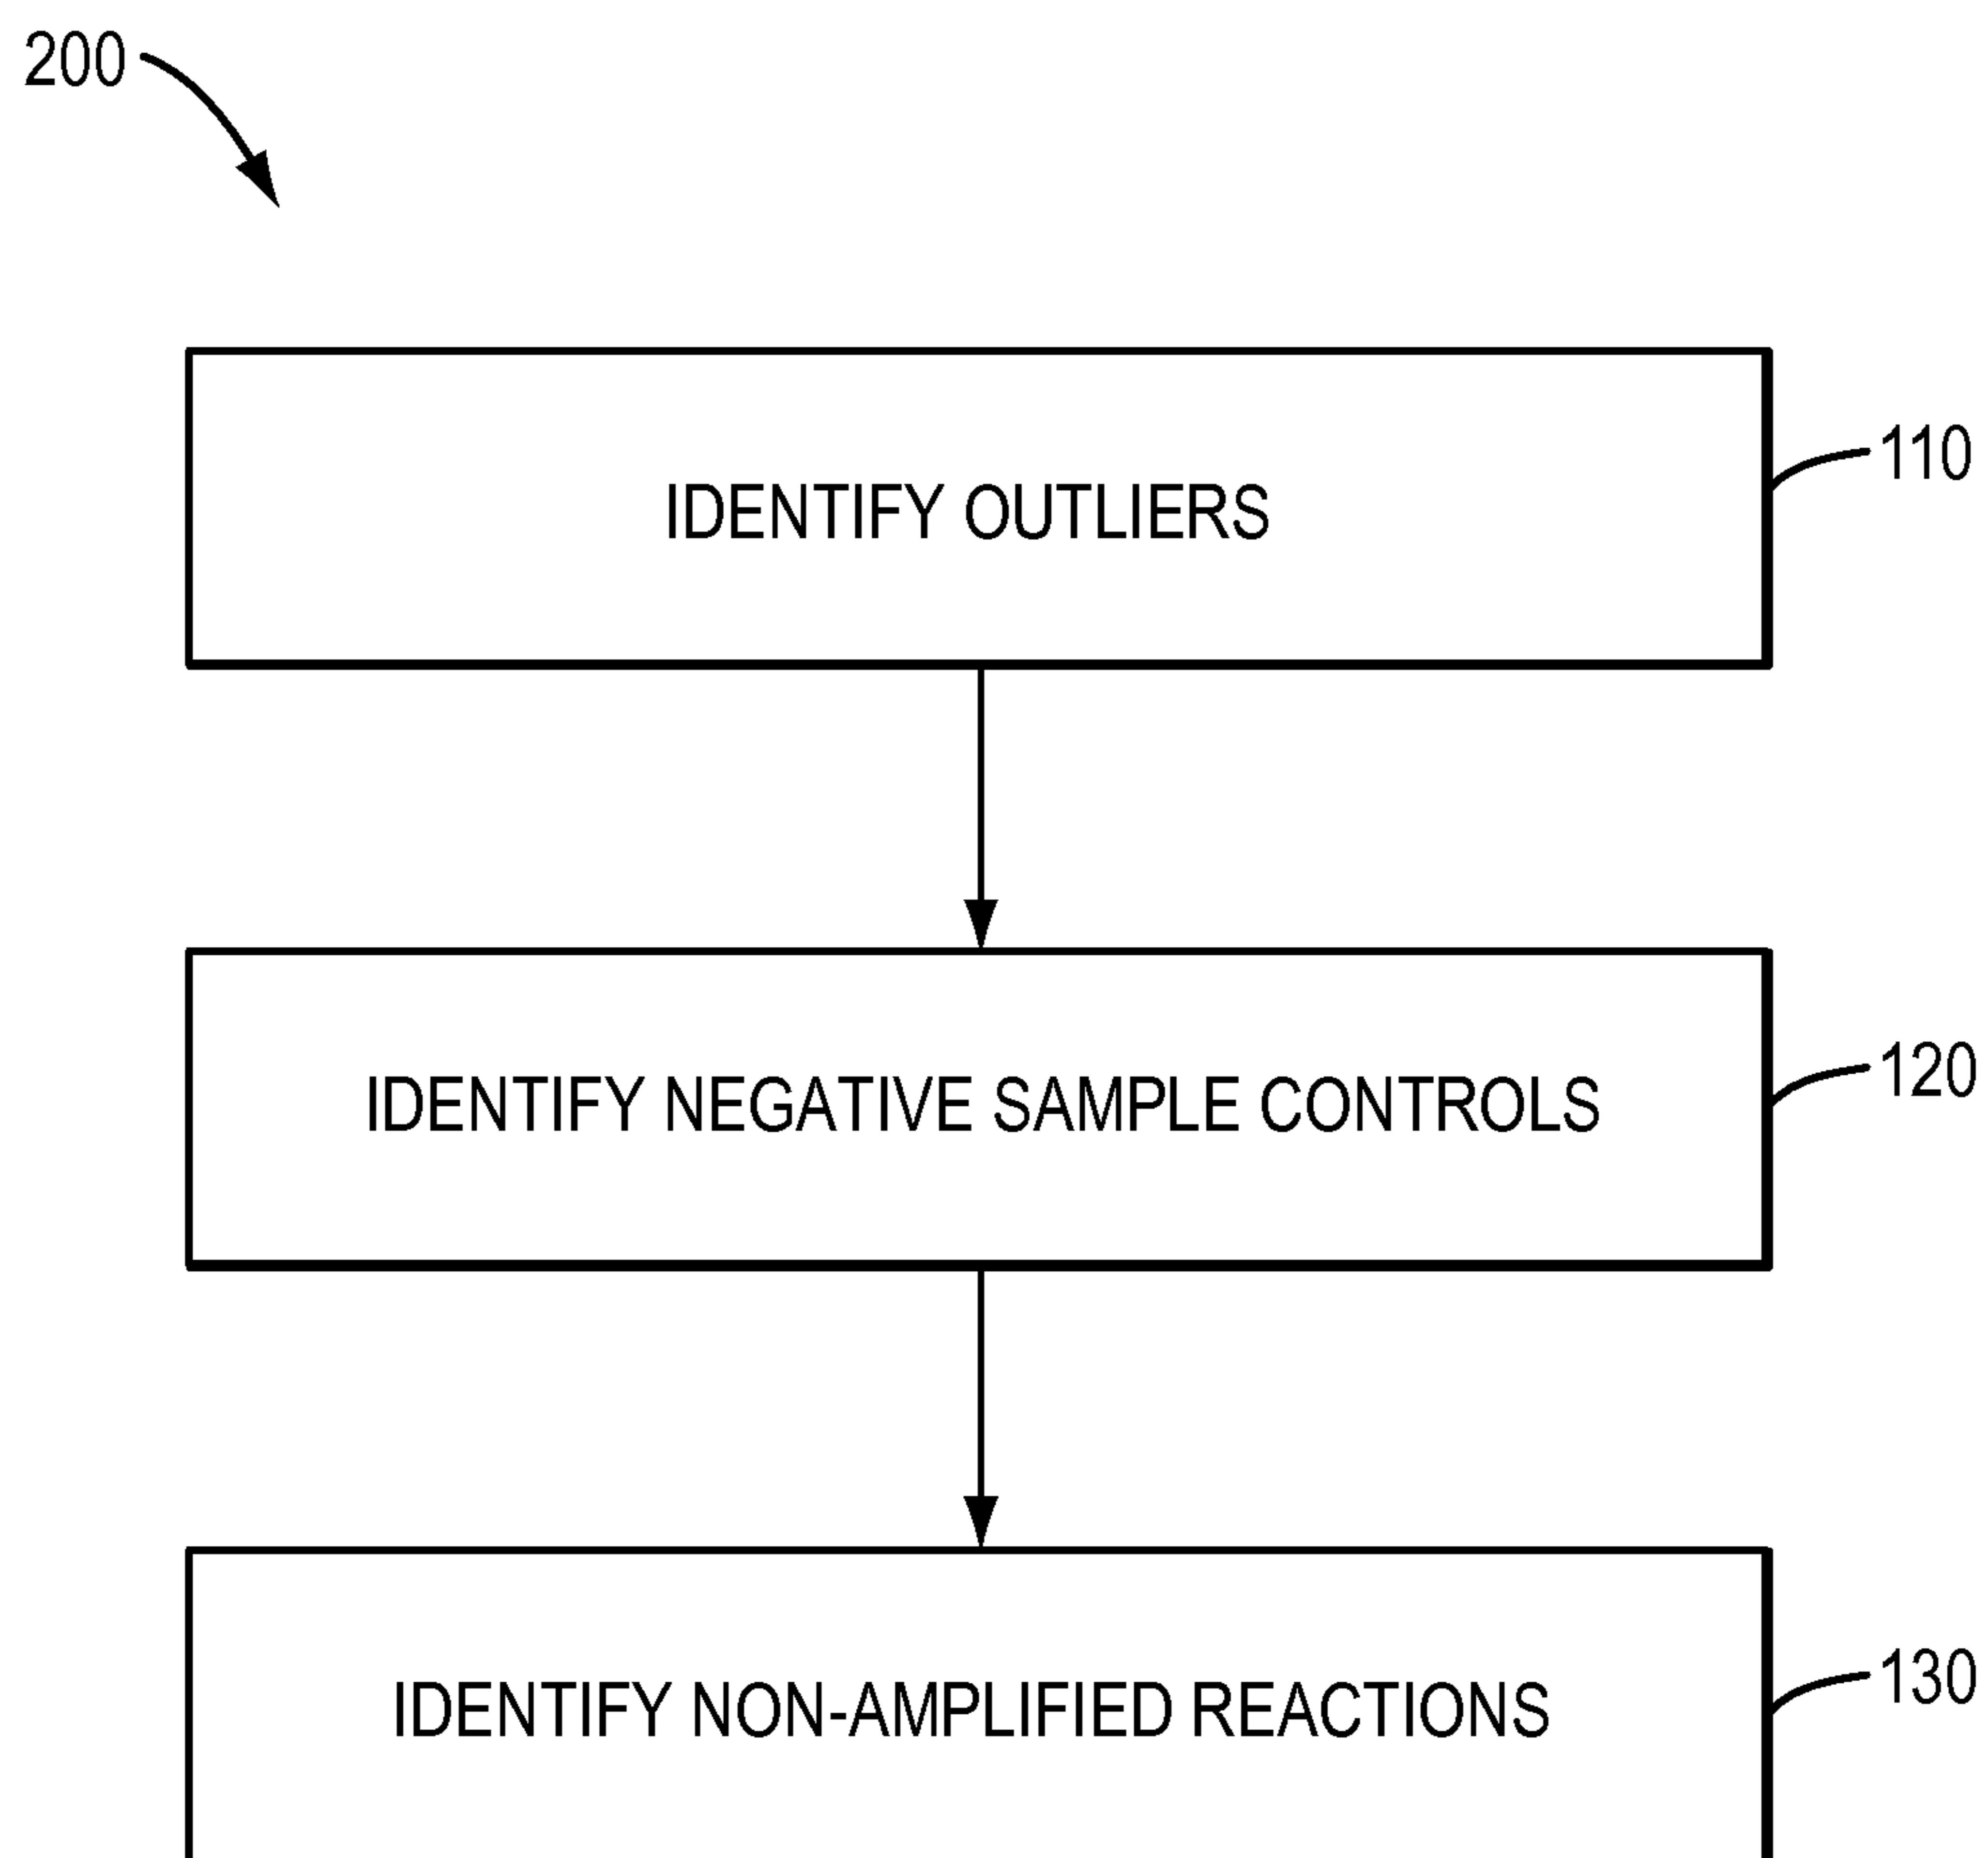 200
IDENTIFY OUTLIERS
110
IDENTIFY NEGATIVE SAMPLE CONTROLS
120
IDENTIFY NON-AMPLIFIED REACTIONS
130